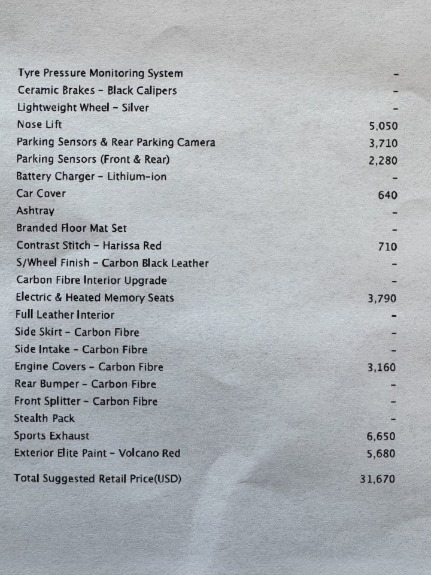 Tyre Pressure Monitoring System –
Ceramic Brakes – Black Calipers –
Lightweight Wheel – Silver –
Nose Lift 5,050
Parking Sensors & Rear Parking Camera 3,710
Parking Sensors (Front & Rear) 2,280
Battery Charger – Lithium-ion –
Car Cover 640
Ashtray –
Branded Floor Mat Set –
Contrast Stitch – Harissa Red 710
S/Wheel Finish – Carbon Black Leather –
Carbon Fibre Interior Upgrade –
Electric & Heated Memory Seats 3,790
Full Leather Interior –
Side Skirt – Carbon Fibre –
Side Intake – Carbon Fibre –
Engine Covers – Carbon Fibre 3,160
Rear Bumper – Carbon Fibre –
Front Splitter – Carbon Fibre –
Stealth Pack –
Sports Exhaust 6,650
Exterior Elite Paint – Volcano Red 5,680
Total Suggested Retail Price(USD) 31,670